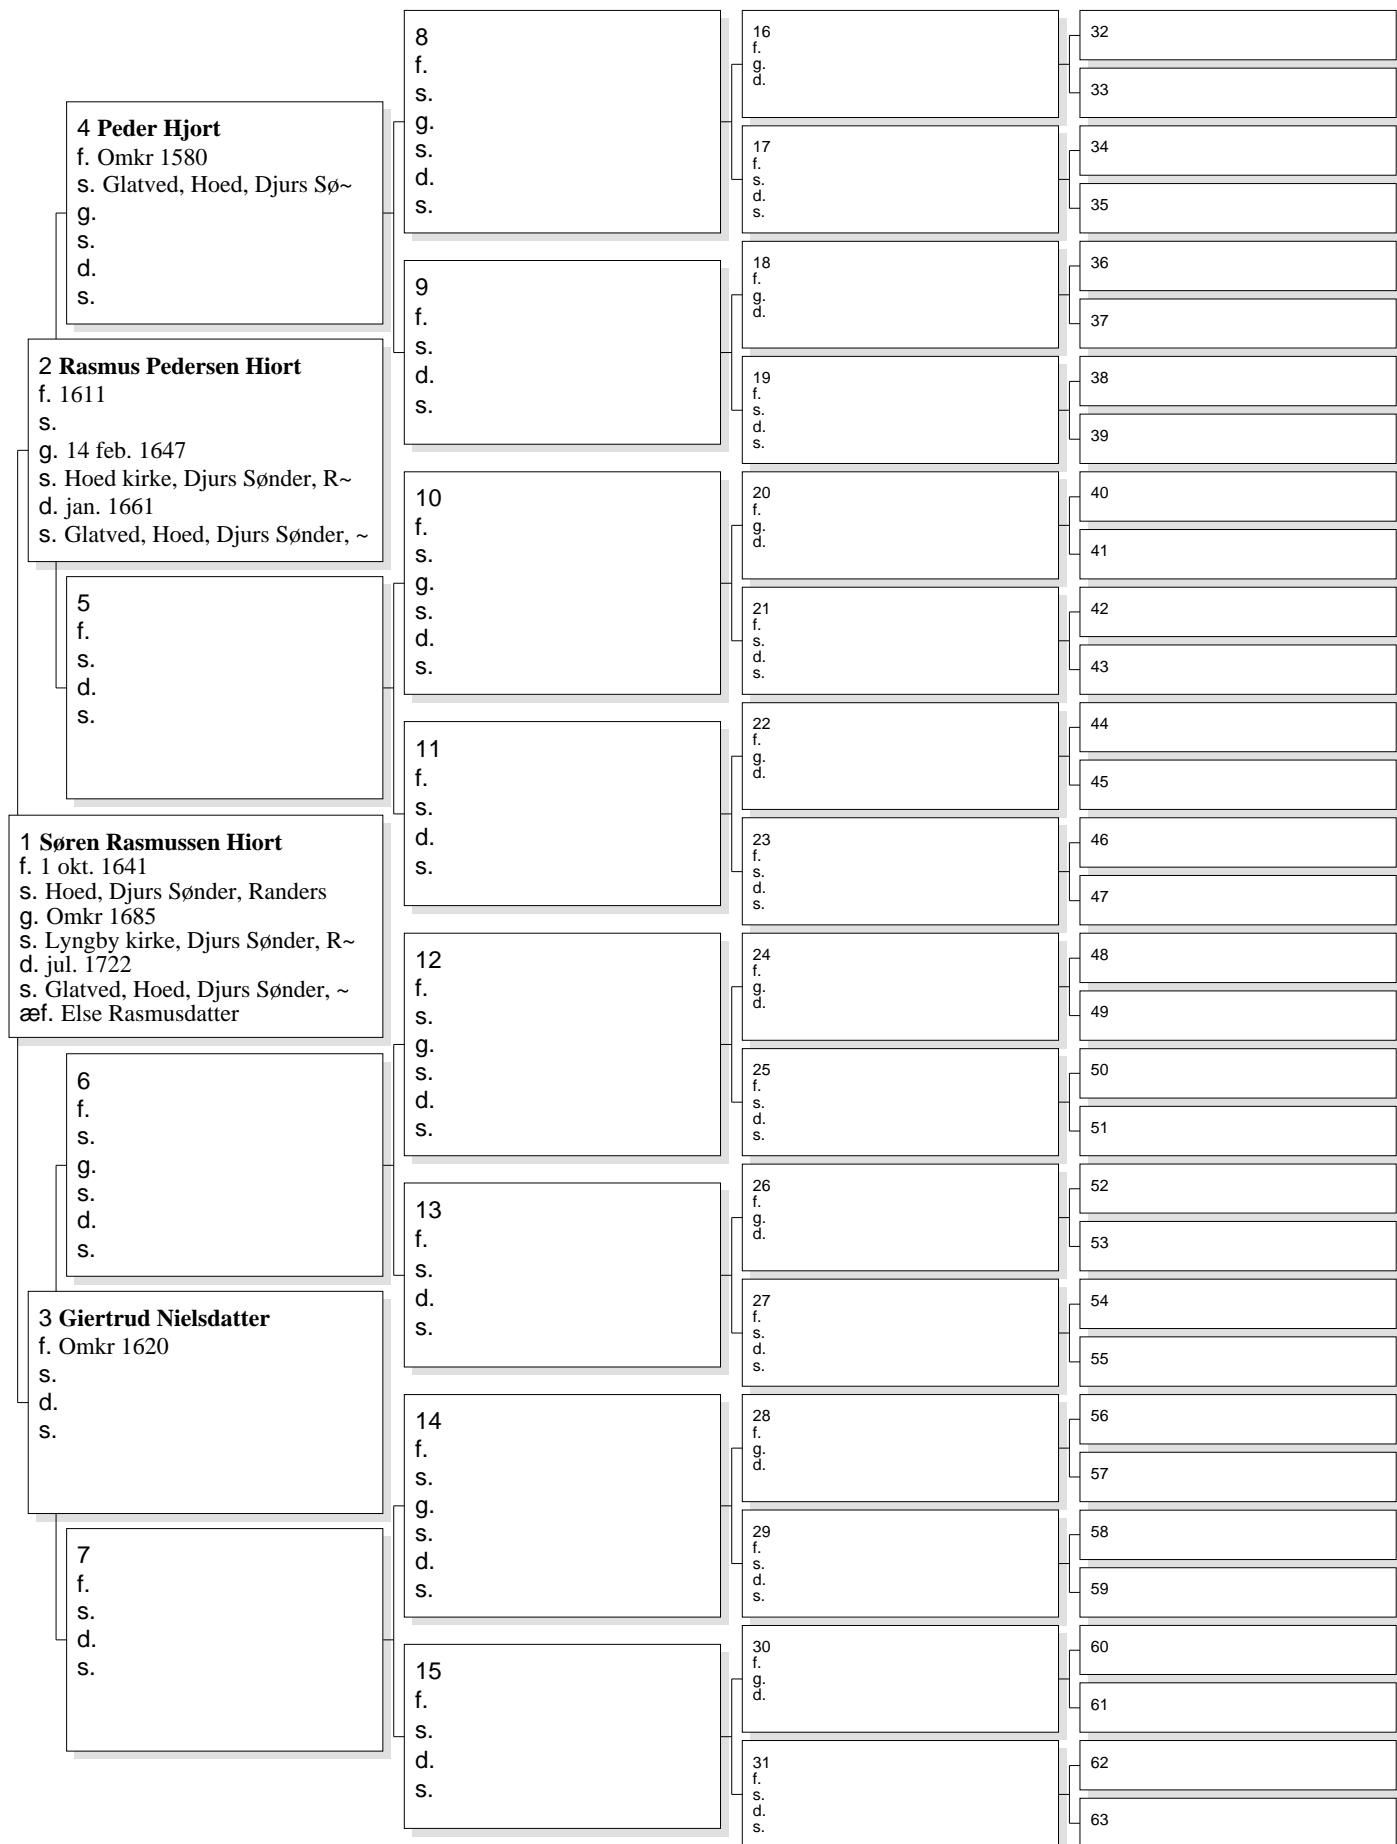 4 Peder Hjort
f. Omkr 1580
s. Glatved, Hoed, Djurs Sø~
g.
s.
d.
s.
2 Rasmus Pedersen Hiort
f. 1611
s.
g. 14 feb. 1647
s. Hoed kirke, Djurs Sønder, R~
d. jan. 1661
s. Glatved, Hoed, Djurs Sønder, ~
5
f.
s.
d.
s.
1 Søren Rasmussen Hiort
f. 1 okt. 1641
s. Hoed, Djurs Sønder, Randers
g. Omkr 1685
s. Lyngby kirke, Djurs Sønder, R~
d. jul. 1722
s. Glatved, Hoed, Djurs Sønder, ~
æf. Else Rasmusdatter
6
f.
s.
g.
s.
d.
s.
3 Giertrud Nielsdatter
f. Omkr 1620
s.
d.
s.
7
f.
s.
d.
s.
8
f.
s.
g.
s.
d.
s.
9
f.
s.
d.
s.
10
f.
s.
g.
s.
d.
s.
11
f.
s.
d.
s.
12
f.
s.
g.
s.
d.
s.
13
f.
s.
d.
s.
14
f.
s.
g.
s.
d.
s.
15
f.
s.
d.
s.
16
f.
g.
d.
17
f.
s.
d.
s.
18
f.
g.
d.
19
f.
s.
d.
s.
20
f.
g.
d.
21
f.
s.
d.
s.
22
f.
g.
d.
23
f.
s.
d.
s.
24
f.
g.
d.
25
f.
s.
d.
s.
26
f.
g.
d.
27
f.
s.
d.
s.
28
f.
g.
d.
29
f.
s.
d.
s.
30
f.
g.
d.
31
f.
s.
d.
s.
32
33
34
35
36
37
38
39
40
41
42
43
44
45
46
47
48
49
50
51
52
53
54
55
56
57
58
59
60
61
62
63